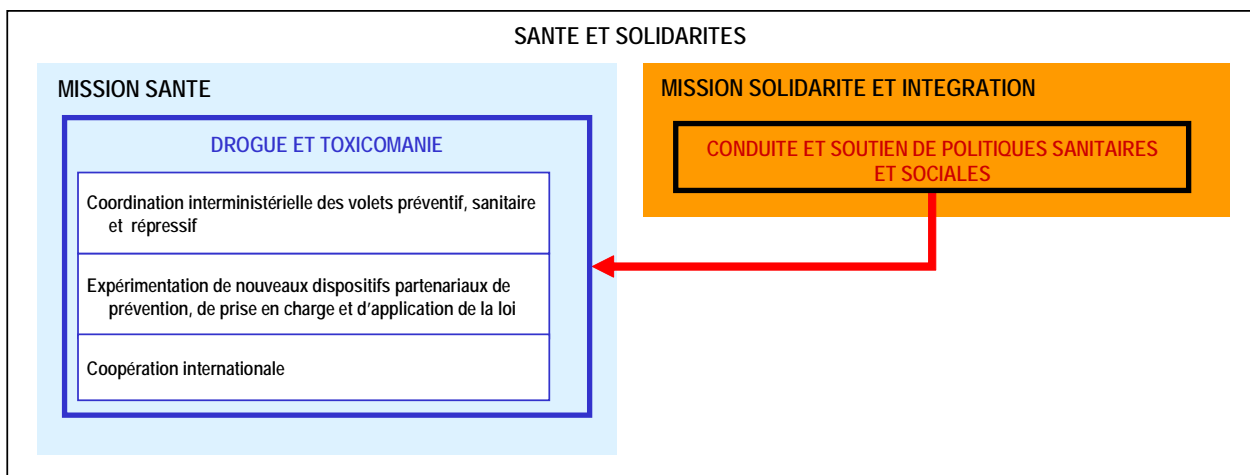 SANTE ET SOLIDARITES
MISSION SANTE
DROGUE ET TOXICOMANIE
Coordination interministérielle des volets préventif, sanitaire
et répressif
Expérimentation de nouveaux dispositifs partenariaux de
prévention, de prise en charge et d'application de la loi
Coopération internationale
MISSION SOLIDARITE ET INTEGRATION
CONDUITE ET SOUTIEN DE POLITIQUES SANITAIRES
ET SOCIALES